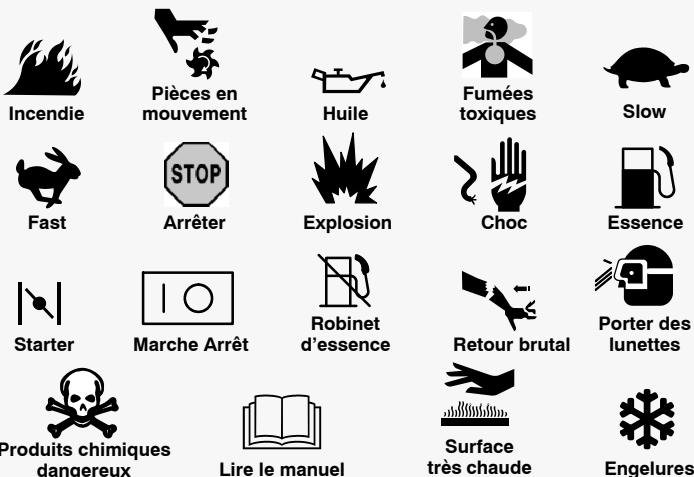 Incendie
Pièces en
mouvement
Huile
Fumées
toxiques
Slow
Fast
STOP
Arrêter
Explosion
Choc
Essence
Starter
Marche Arrêt
Robinet
d’essence
Retour brutal
Porter des
lunettes
Produits chimiques
dangereux
Lire le manuel
Surface
très chaude
Engelures